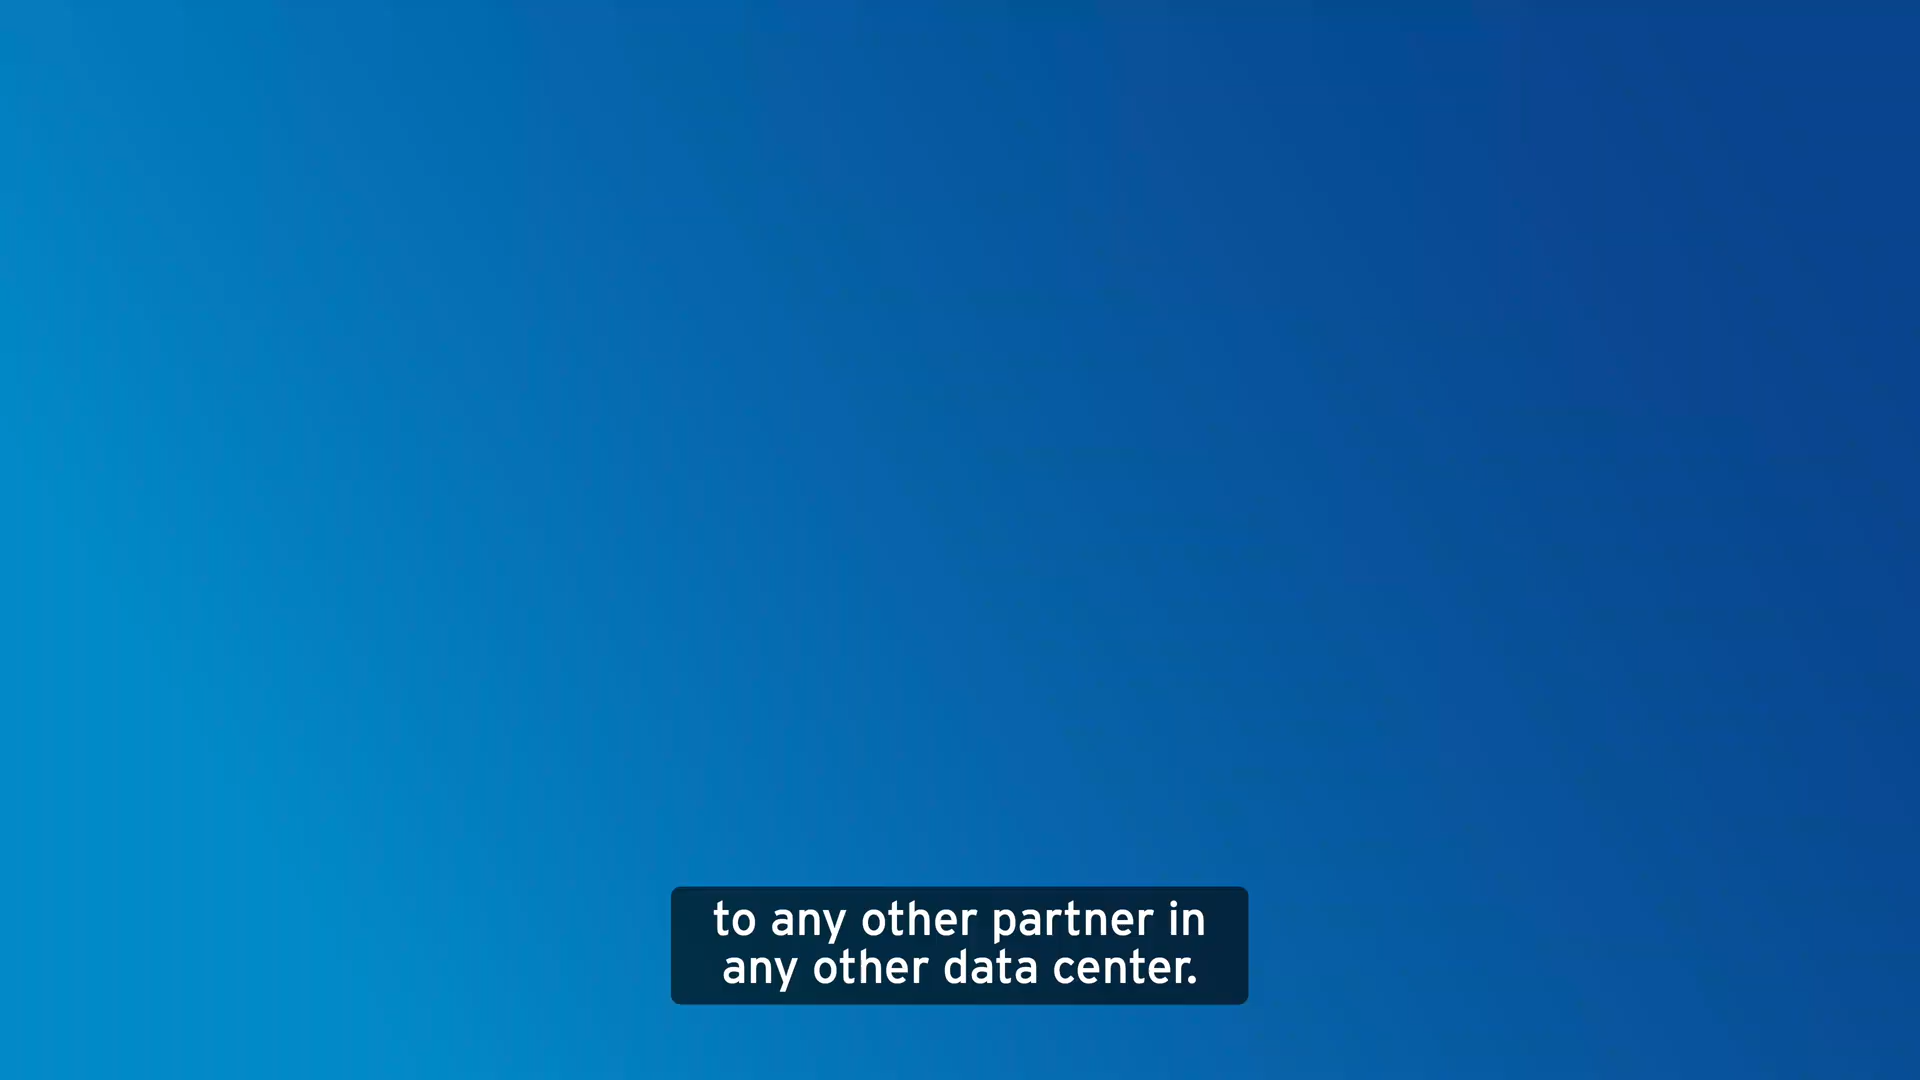 to any other partner in
any other data center.